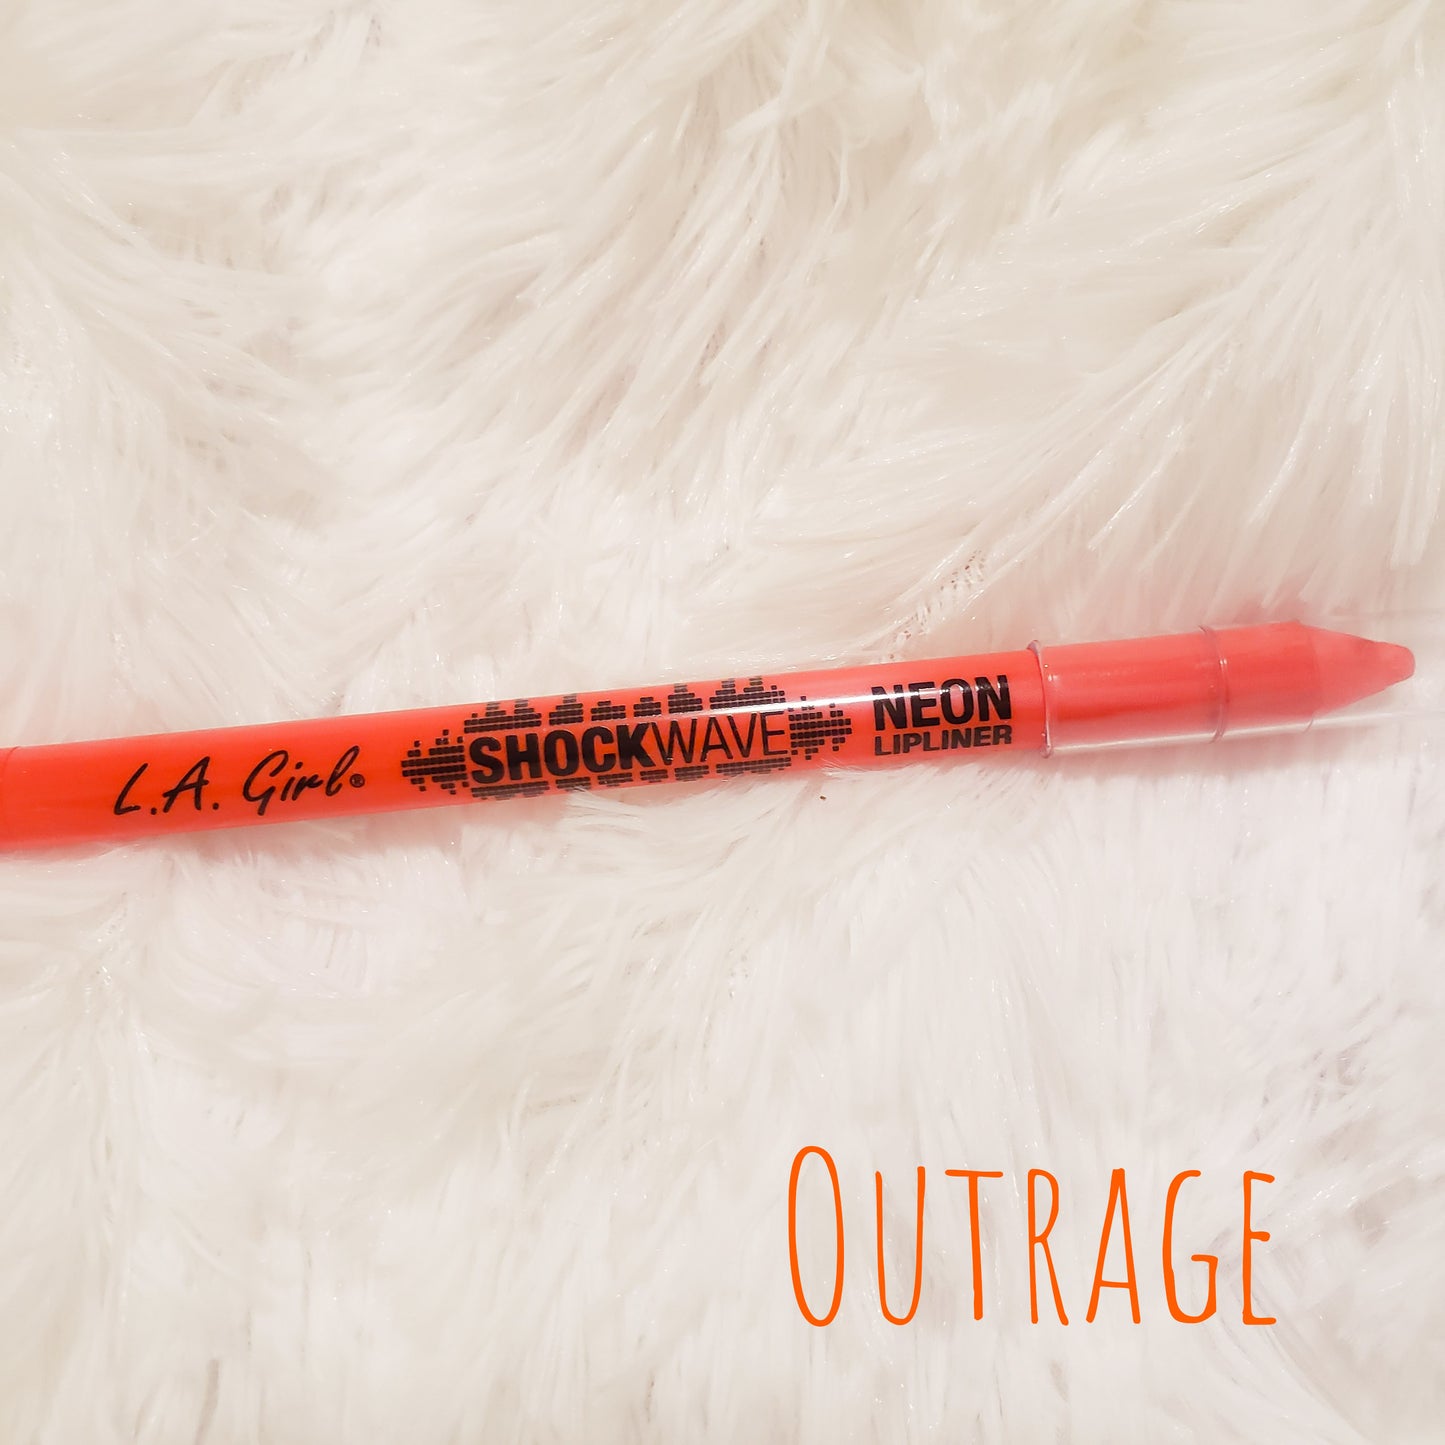 L.A. Girl®
SHOCKWAVE
NEON
LIPLINER
OUTRAGE